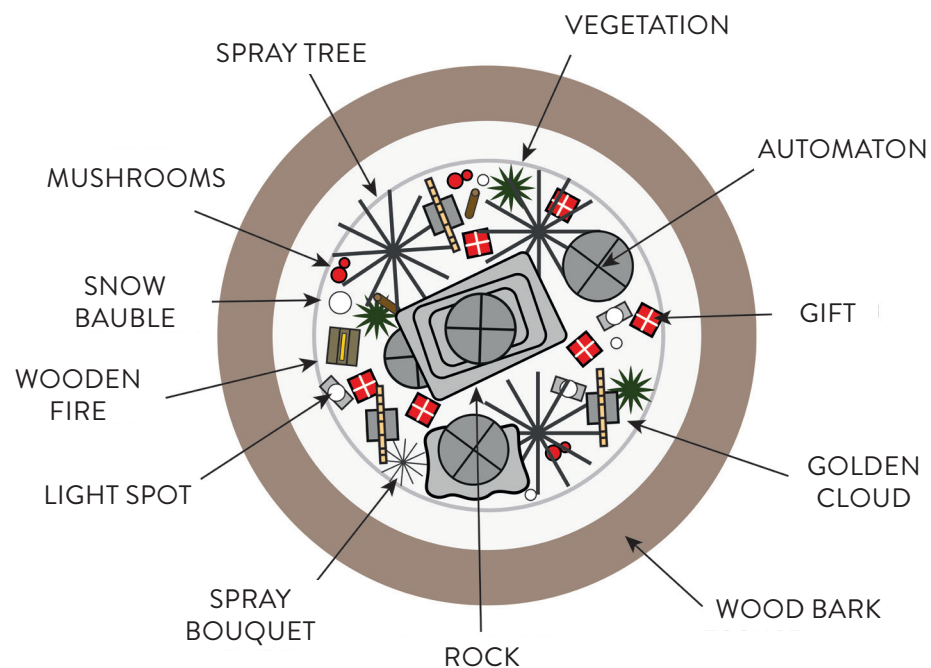 VEGETATION
SPRAY TREE
AUTOMATON
MUSHROOMS
SNOW
BAUBLE
GIFT
WOODEN
FIRE
GOLDEN
CLOUD
LIGHT SPOT
SPRAY
BOUQUET
WOOD BARK
ROCK